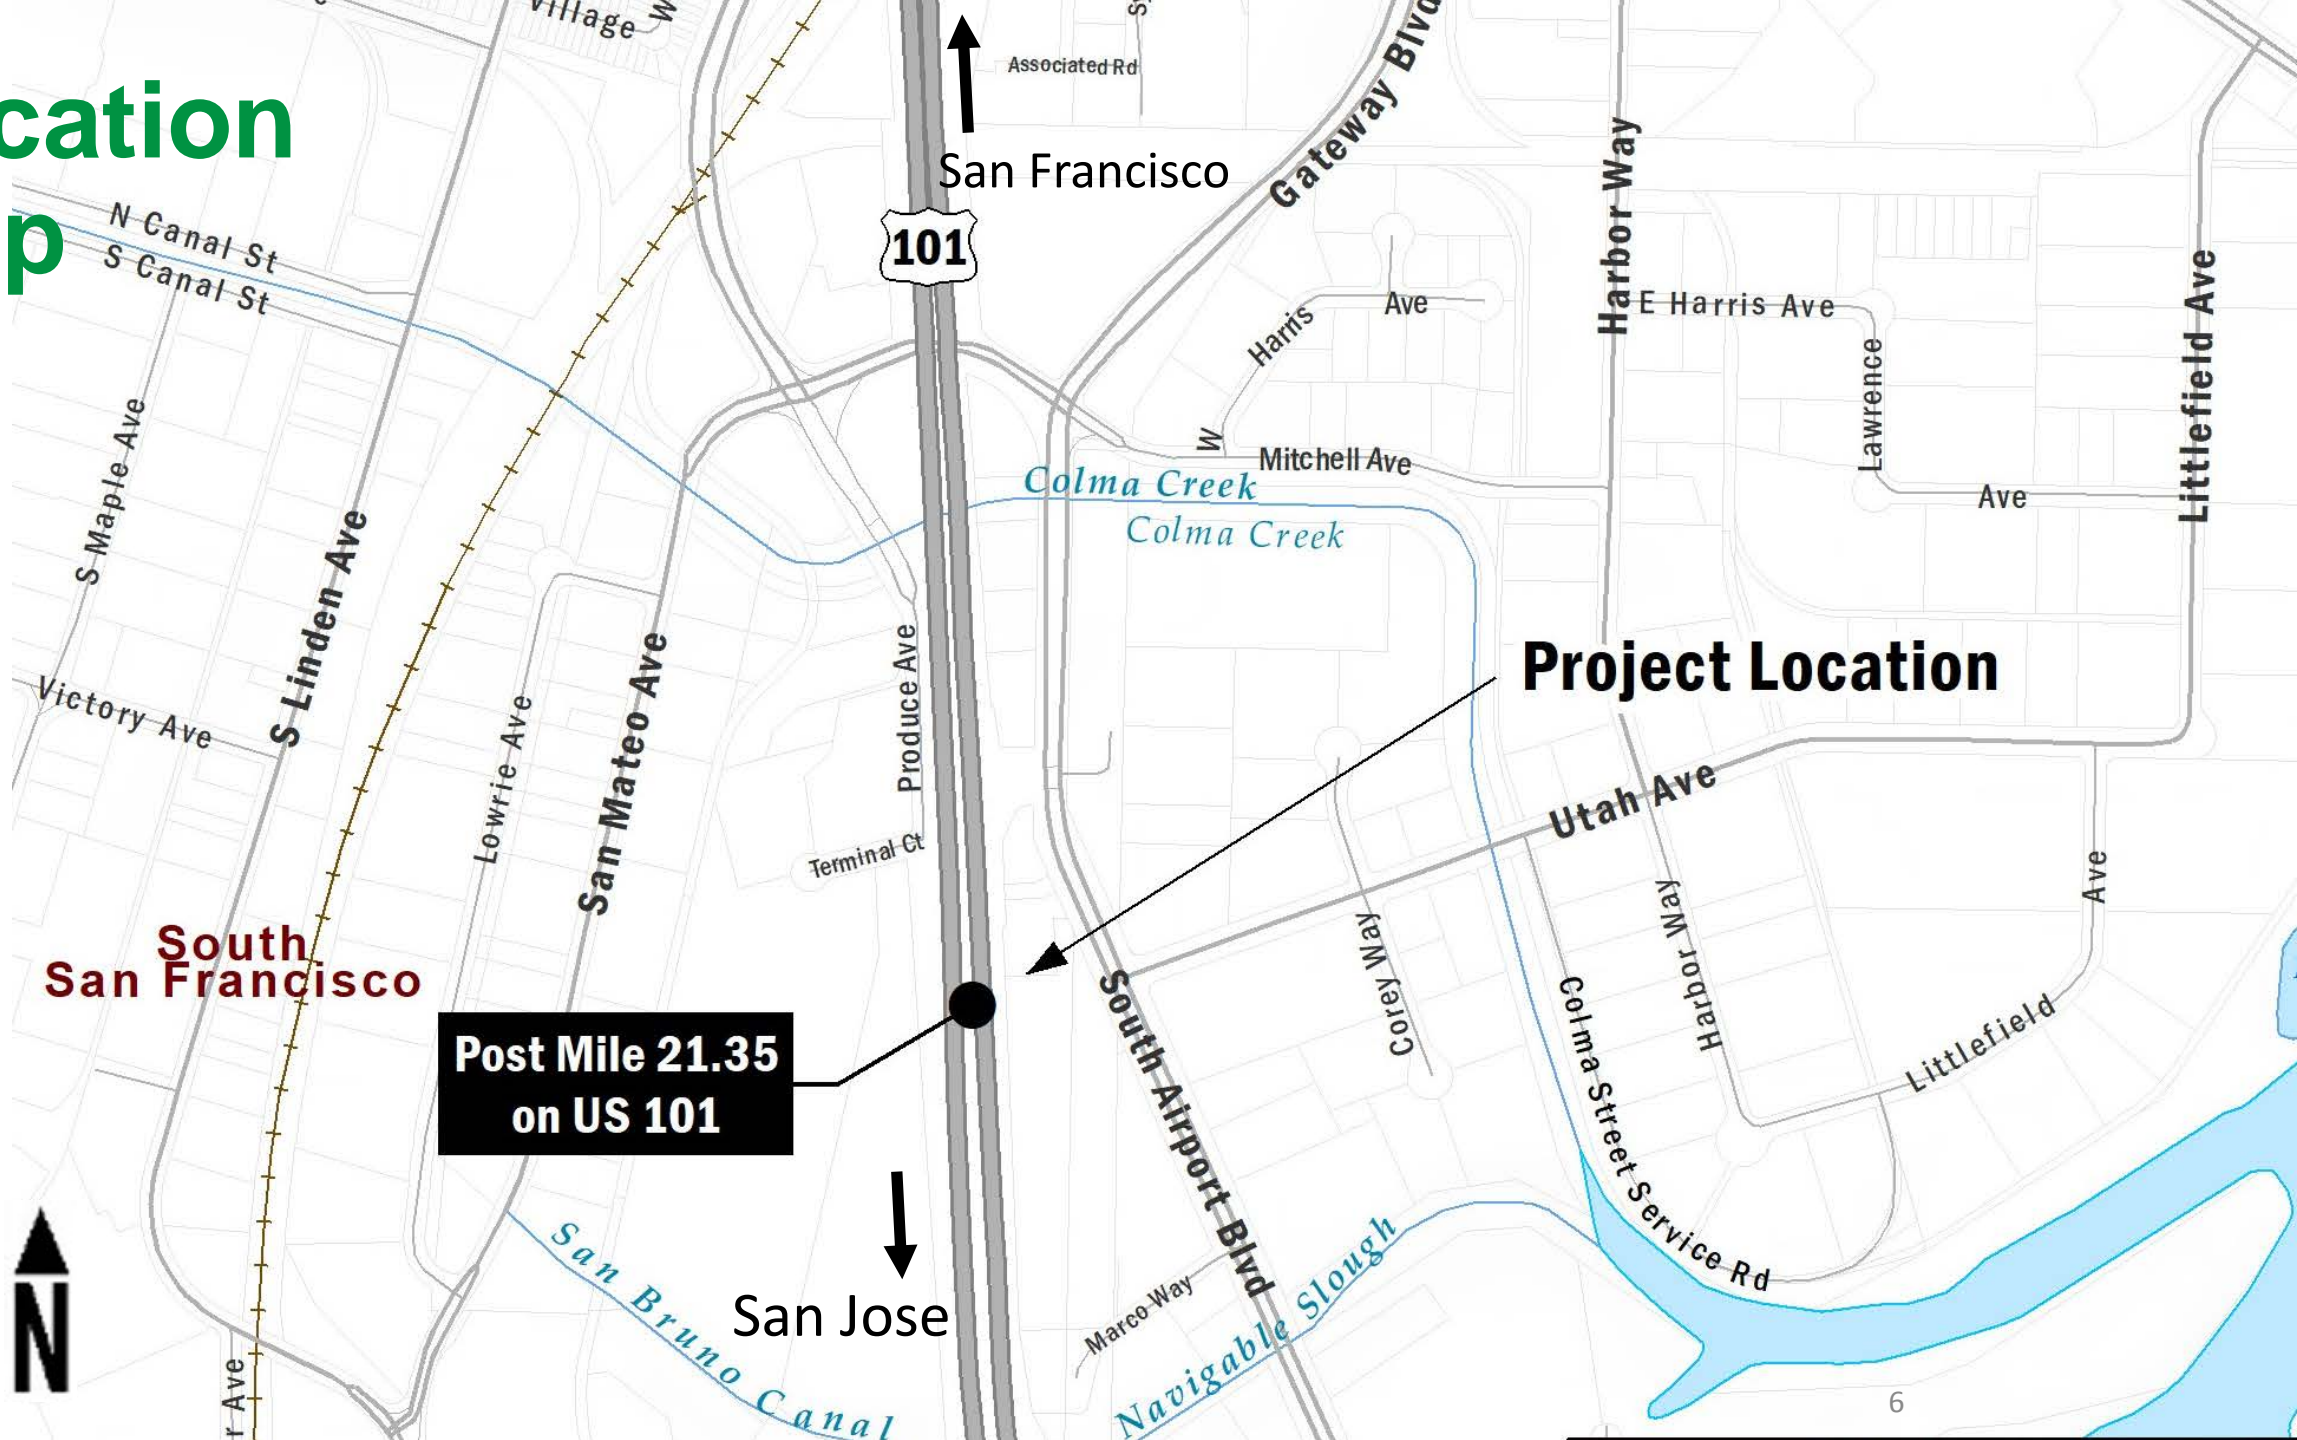 Village W
Associated Rd
Gateway Blvd
cation
San Francisco
N Canal St
p
101
S Canal St
Harbor Way
Harris
Ave
E Harris Ave
Littlefield Ave
S Maple Ave
Lawrence
W
Mitchell Ave
Colma Creek
Ave
Colma Creek
S Linden Ave
Produce Ave
San Mateo Ave
Project Location
Victory Ave
Lowrie Ave
Utah Ave
Terminal Ct
Ave
South
San Francisco
Corey Way
Harbor Way
Post Mile 21.35
on US 101
South Airport Blvd
Colma Street Service Rd
Littlefield
N
San Bruno Canal
San Jose
Marco Way
Navigable Slough
r Ave
6